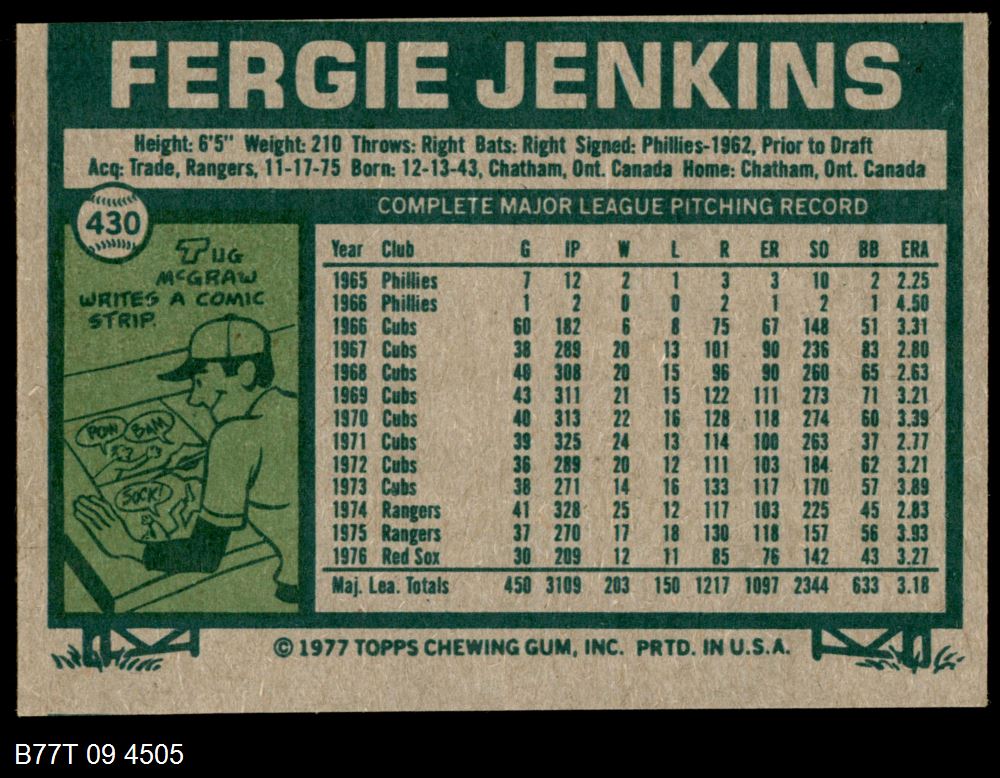 FERGIE JENKINS
Height: 6'5" Weight: 210 Throws: Right Bats: Right Signed: Phillies-1962, Prior to Draft
Acq: Trade, Rangers, 11-17-75 Born: 12-13-43, Chatham, Ont. Canada Home: Chatham, Ont. Canada
430
TUG
McGRAW
WRITES A COMIC
STRIP.
POW BAM
SOCK!
COMPLETE MAJOR LEAGUE PITCHING RECORD
Year Club G IP W L R ER SO BB ERA
1965 Phillies 7 12 2 1 3 3 10 2 2.25
1966 Phillies 1 2 0 0 2 1 2 1 4.50
1966 Cubs 60 182 6 8 75 67 148 51 3.31
1967 Cubs 38 289 20 13 101 90 236 83 2.80
1968 Cubs 40 308 20 15 96 90 260 65 2.63
1969 Cubs 43 311 21 15 122 111 273 71 3.21
1970 Cubs 40 313 22 16 128 118 274 60 3.39
1971 Cubs 39 325 24 13 114 100 263 37 2.77
1972 Cubs 36 289 20 12 111 103 184 62 3.21
1973 Cubs 38 271 14 16 133 117 170 57 3.89
1974 Rangers 41 328 25 12 117 103 225 45 2.83
1975 Rangers 37 270 17 18 130 118 157 56 3.93
1976 Red Sox 30 209 12 11 85 76 142 43 3.27
Maj. Lea. Totals 450 3109 203 150 1217 1097 2344 633 3.18
© 1977 TOPPS CHEWING GUM, INC. PRTD. IN U.S.A.
B77T 09 4505